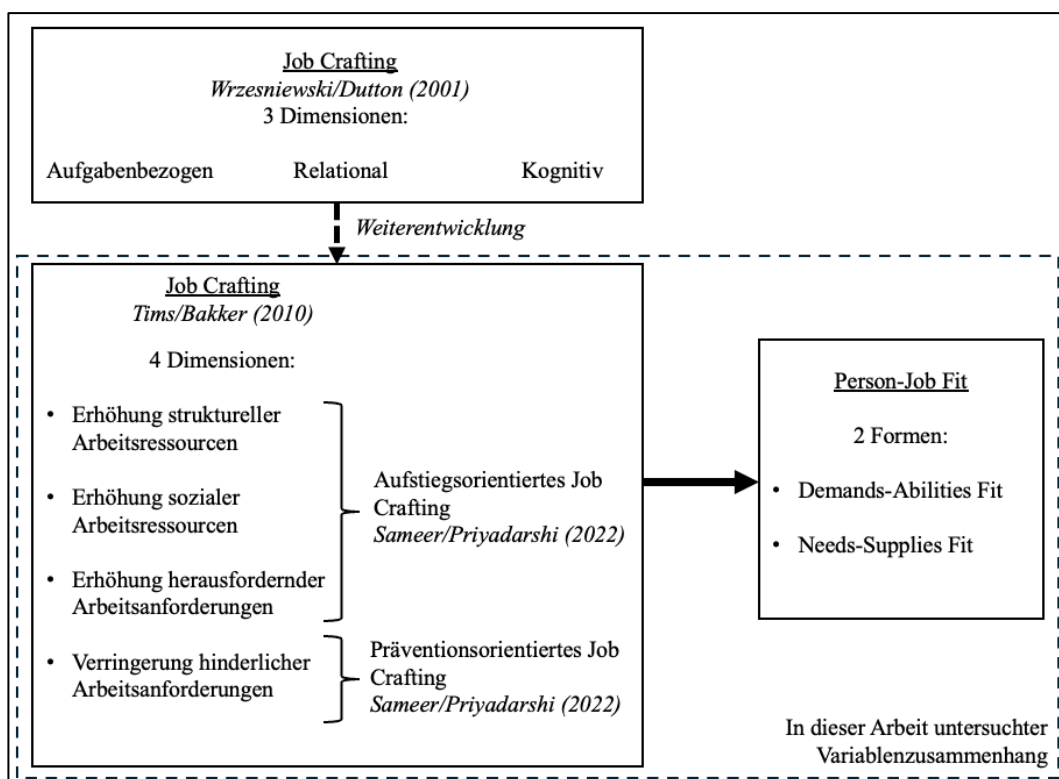 Job Crafting
Wrzesniewski/Dutton (2001)
3 Dimensionen:
Aufgabenbezogen Relational Kognitiv
Weiterentwicklung
Job Crafting
Tims/Bakker (2010)
4 Dimensionen:
• Erhöhung struktureller
Arbeitsressourcen
• Erhöhung sozialer
Arbeitsressourcen
• Erhöhung herausfordernder
Arbeitsanforderungen
• Verringerung hinderlicher
Arbeitsanforderungen
Aufstiegsorientiertes Job
Crafting
Sameer/Priyadarshi (2022)
Präventionsorientiertes Job
Crafting
Sameer/Priyadarshi (2022)
Person-Job Fit
2 Formen:
• Demands-Abilities Fit
• Needs-Supplies Fit
In dieser Arbeit untersuchter
Variablenzusammenhang